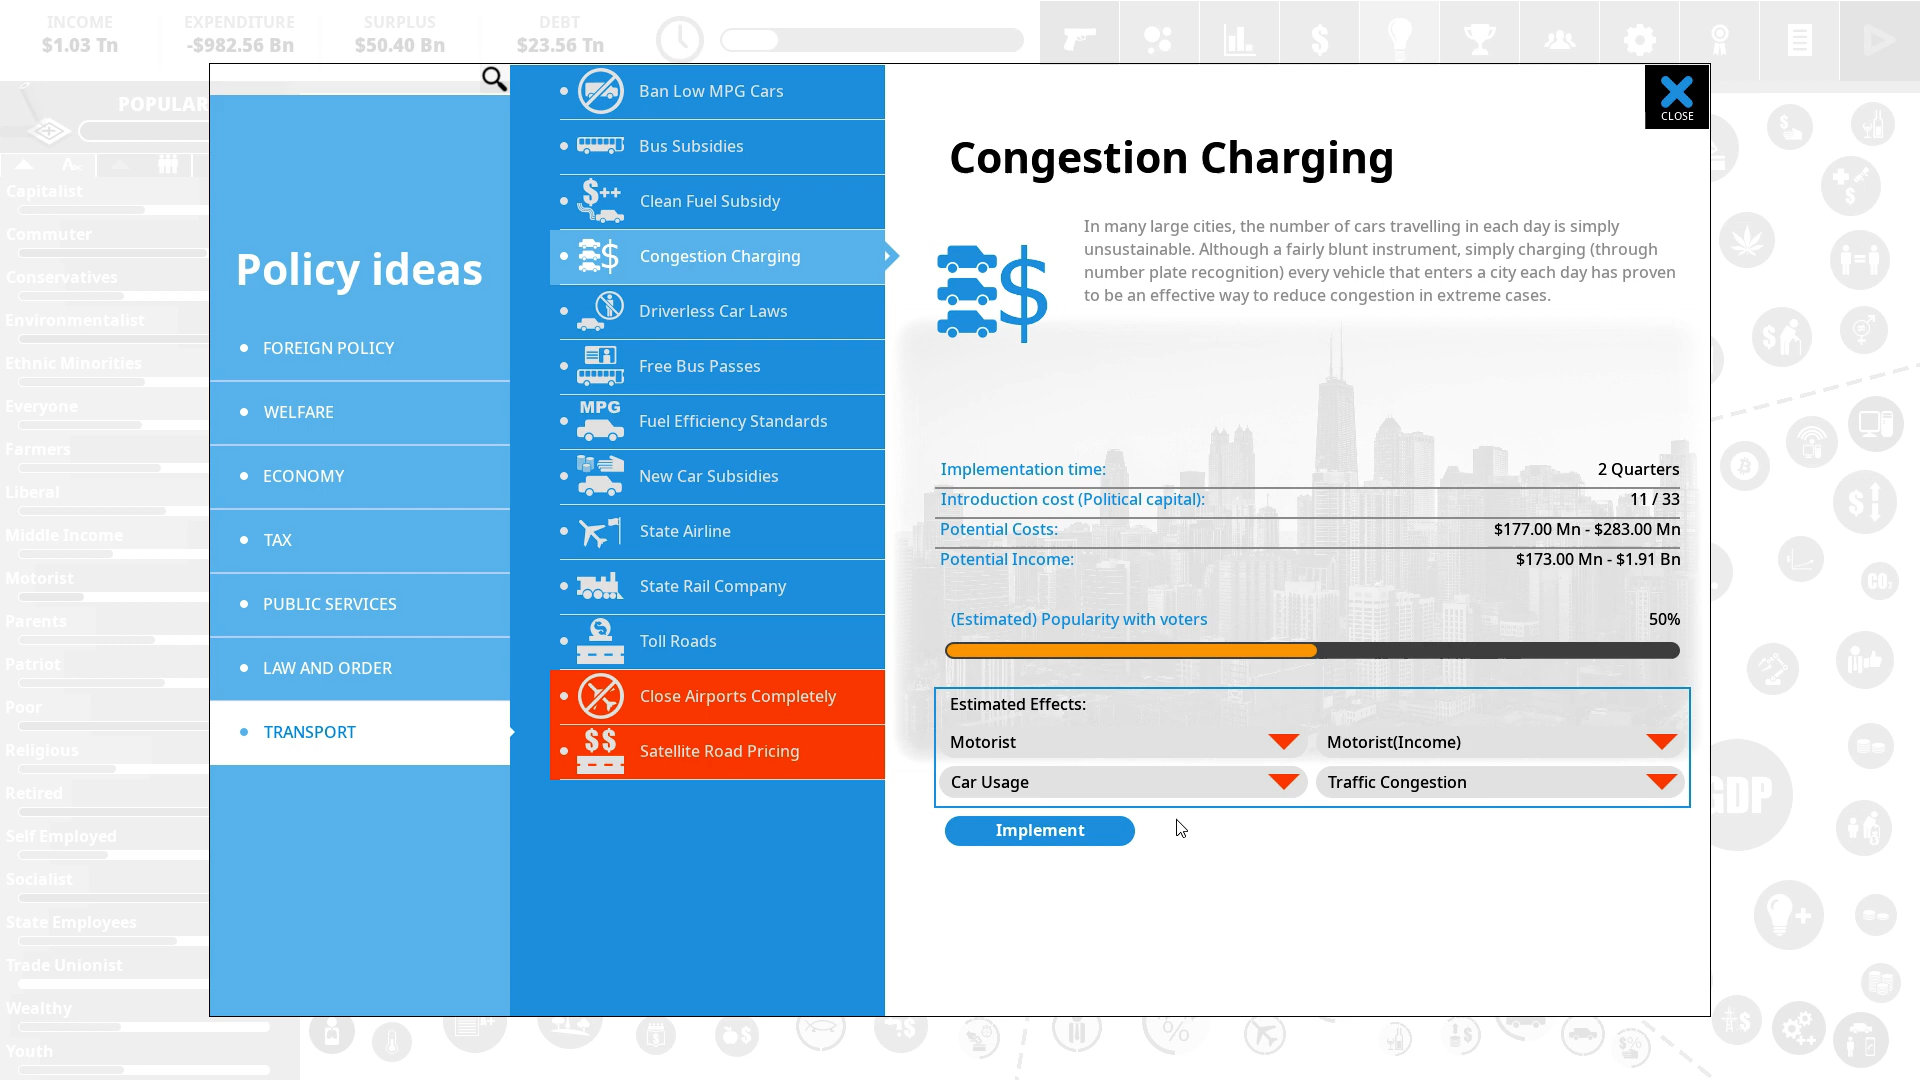 INCOME
$1.03 Tn
EXPENDITURE
-$982.56 Bn
SURPLUS
$50.40 Bn
DEBT
$23.56 Tn
POPULAR
Capitalist
Commuter
Conservatives
Environmentalist
Ethnic Minorities
Everyone
Farmers
Liberal
Middle Income
Motorist
Parents
Patriot
Poor
Religious
Retired
Self Employed
Socialist
State Employees
Trade Unionist
Wealthy
Youth
Policy ideas
FOREIGN POLICY
WELFARE
ECONOMY
TAX
PUBLIC SERVICES
LAW AND ORDER
TRANSPORT
Ban Low MPG Cars
Bus Subsidies
$++
Clean Fuel Subsidy
$
Congestion Charging
Driverless Car Laws
Free Bus Passes
MPG
Fuel Efficiency Standards
New Car Subsidies
State Airline
State Rail Company
Toll Roads
Close Airports Completely
$$
Satellite Road Pricing
CLOSE
Congestion Charging
$
In many large cities, the number of cars travelling in each day is simply
unsustainable. Although a fairly blunt instrument, simply charging (through
number plate recognition) every vehicle that enters a city each day has proven
to be an effective way to reduce congestion in extreme cases.
Implementation time: 2 Quarters
Introduction cost (Political capital): 11 / 33
Potential Costs: $177.00 Mn - $283.00 Mn
Potential Income: $173.00 Mn - $1.91 Bn
(Estimated) Popularity with voters 50%
Estimated Effects:
Motorist Motorist(Income)
Car Usage Traffic Congestion
Implement
CO2
GDP